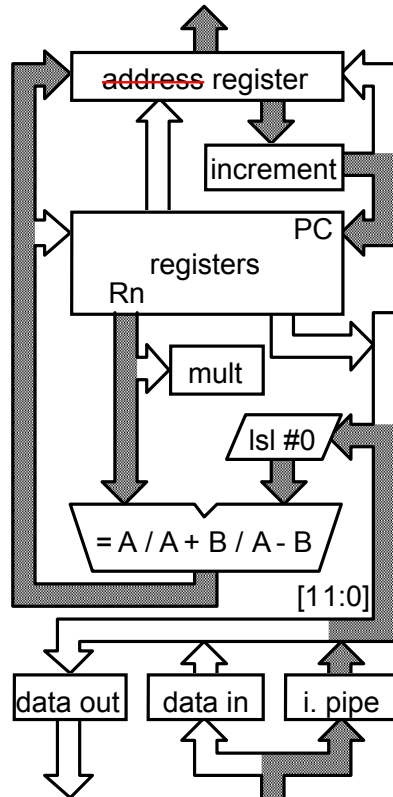 address register
increment
PC
registers
Rn
mult
lsl #0
= A / A + B / A - B
[11:0]
data out
data in
i. pipe